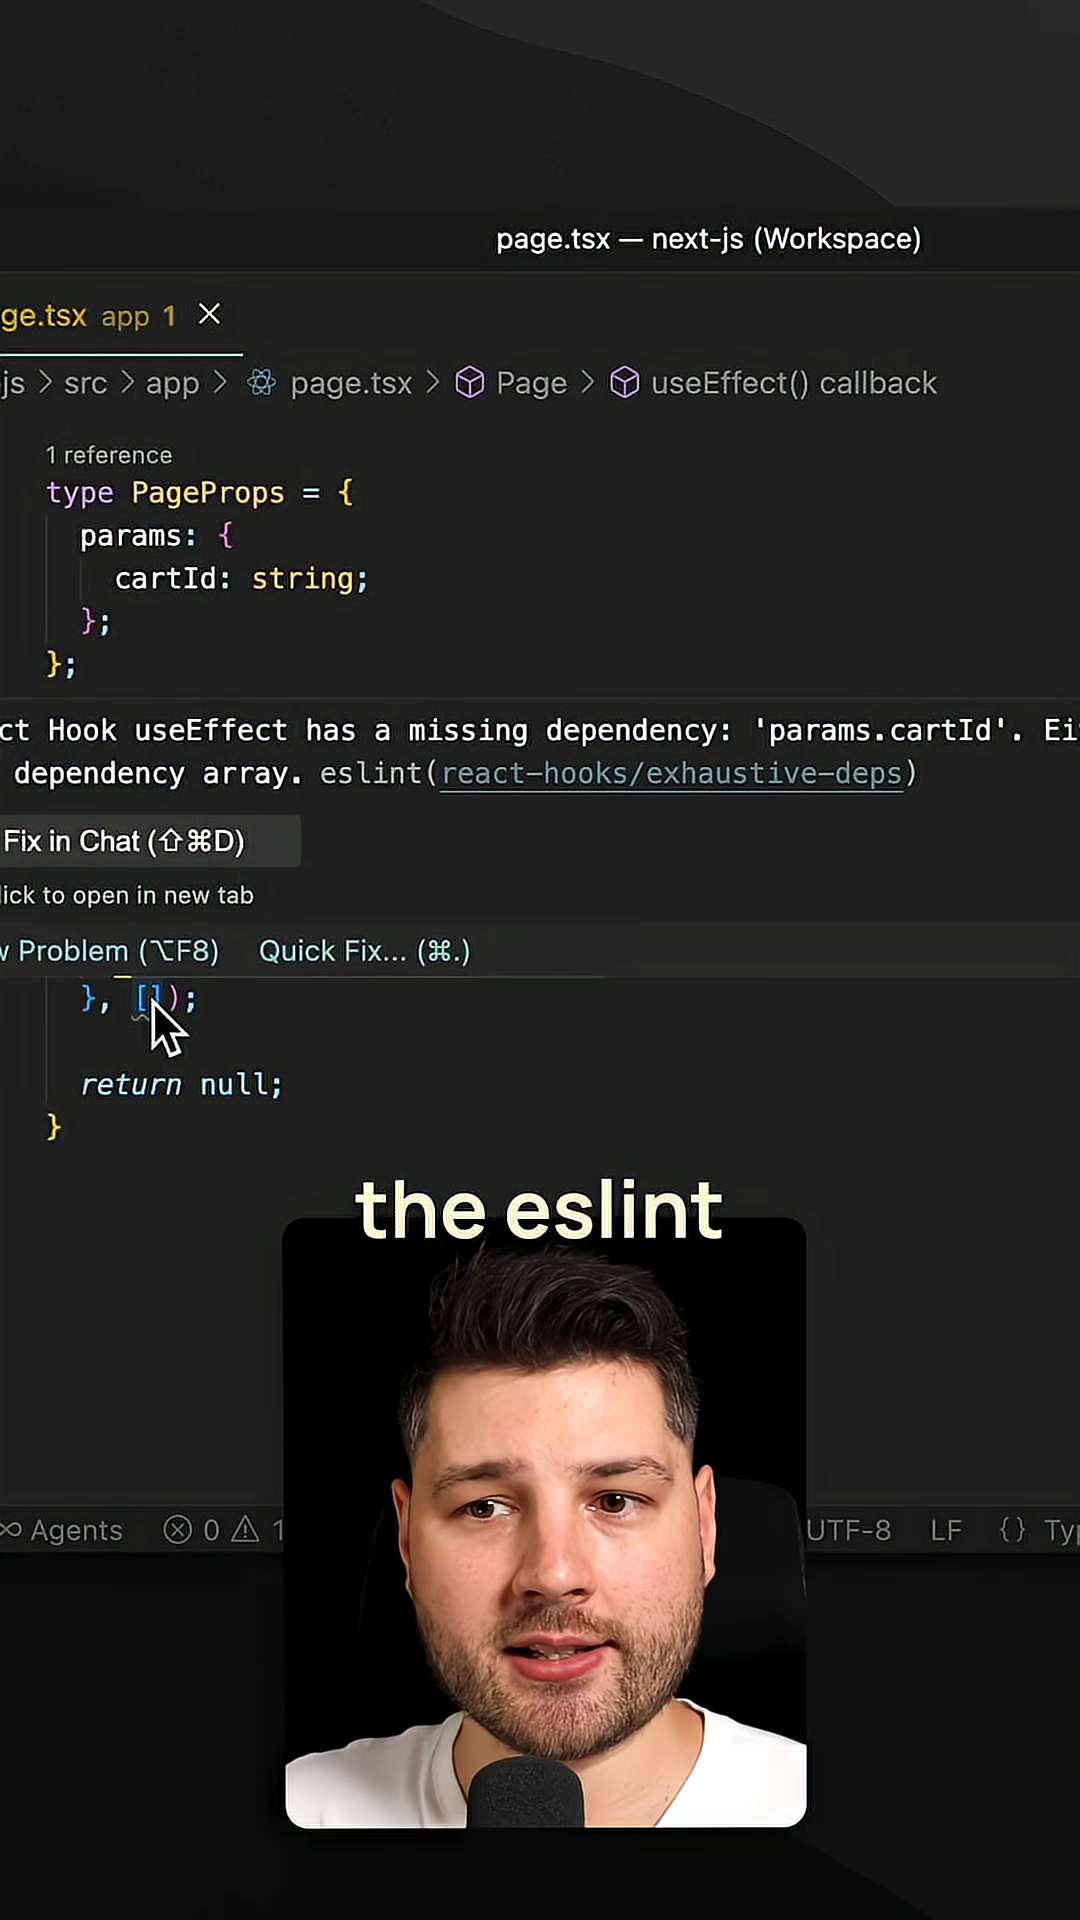 page.tsx — next-js (Workspace)
ge.tsx app 1
js > src > app > page.tsx > Page > useEffect() callback
1 reference
type PageProps = {
params: {
cartId: string;
};
};
ct Hook useEffect has a missing dependency: 'params.cartId'. Ei
dependency array. eslint(react-hooks/exhaustive-deps)
Fix in Chat (⇧⌘D)
lick to open in new tab
w Problem (⌥F8) Quick Fix... (⌘.)
}, []);
return null;
}
the eslint
Agents 0 1 UTF-8 LF {} Typ